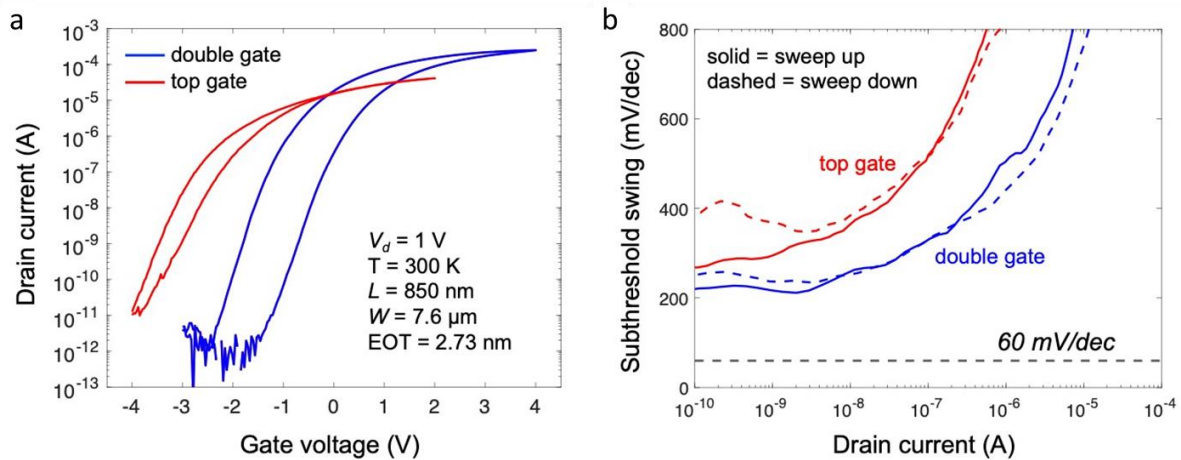 a
10⁻³
10⁻⁴
10⁻⁵
10⁻⁶
10⁻⁷
10⁻⁸
10⁻⁹
10⁻¹⁰
10⁻¹¹
10⁻¹²
10⁻¹³
Drain current (A)
double gate
top gate
V_d = 1 V
T = 300 K
L = 850 nm
W = 7.6 µm
EOT = 2.73 nm
-4 -3 -2 -1 0 1 2 3 4
Gate voltage (V)
b
800
600
400
200
0
Subthreshold swing (mV/dec)
solid = sweep up
dashed = sweep down
top gate
double gate
60 mV/dec
10⁻¹⁰ 10⁻⁹ 10⁻⁸ 10⁻⁷ 10⁻⁶ 10⁻⁵ 10⁻⁴
Drain current (A)